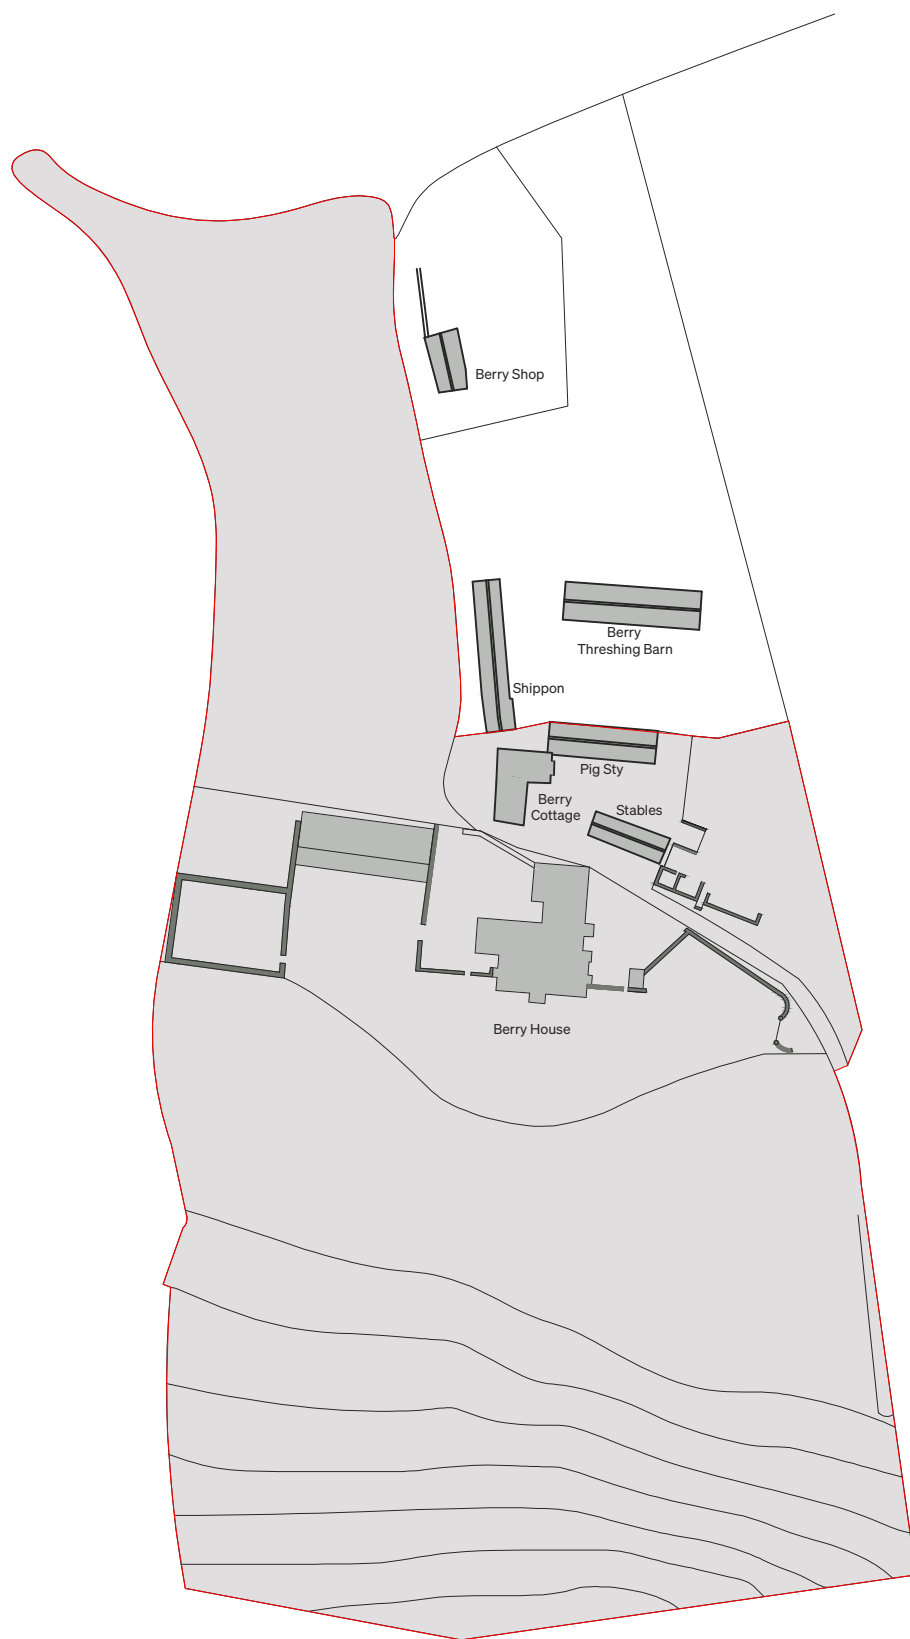 Berry Shop
Berry
Threshing Barn
Shippon
Pig Sty
Berry
Cottage
Stables
Berry House